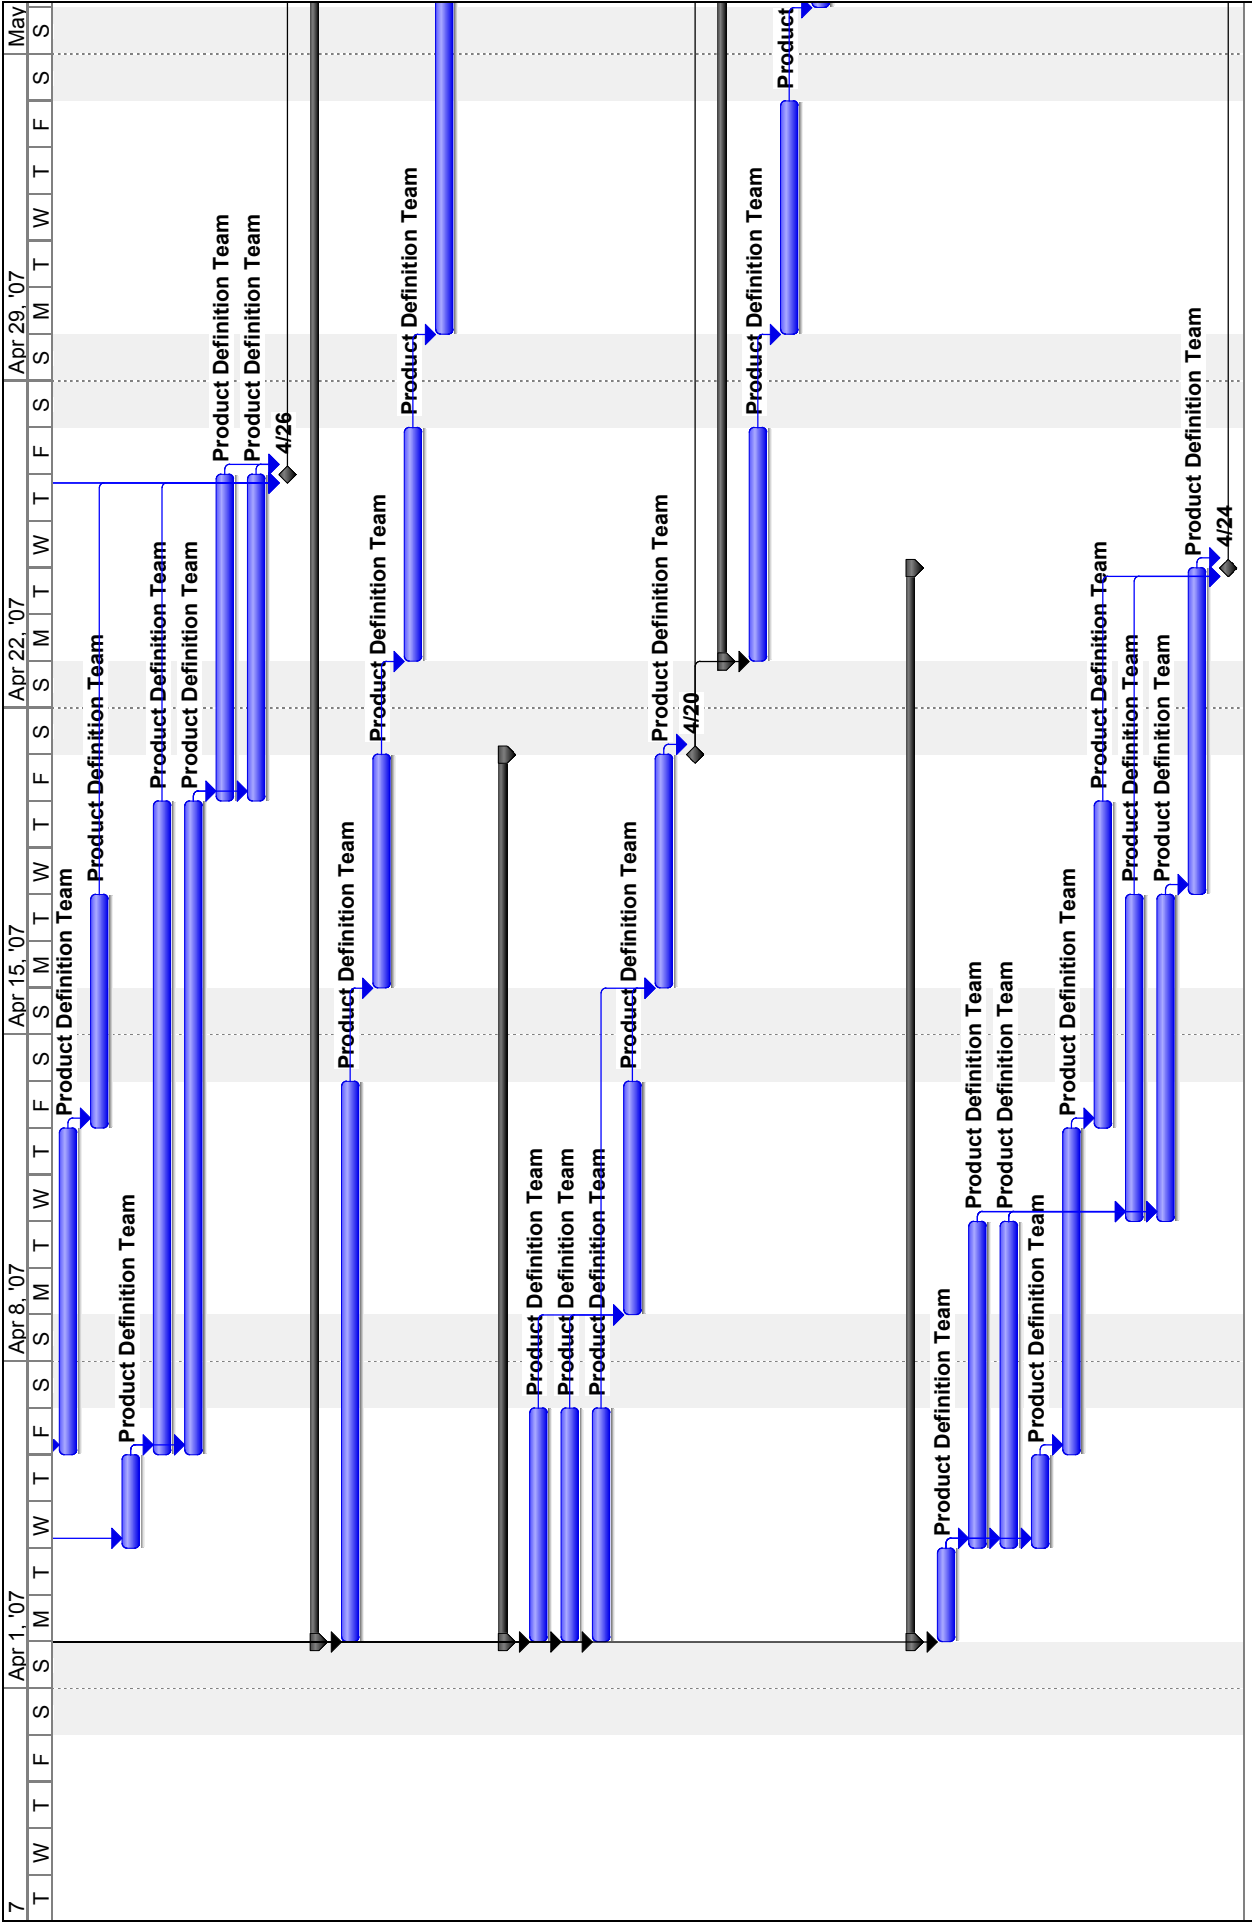 7 Apr 1, '07 Apr 8, '07 Apr 15, '07 Apr 22, '07 Apr 29, '07 May
T W T F S S M T W T F S S M T W T F S S M T W T F S S M T W T F S S M T W T F S S
Product Definition Team
Product Definition Team
Product Definition Team
Product Definition Team
Product Definition Team
Product Definition Team
Product Definition Team
4/26
Product Definition Team
Product Definition Team
Product Definition Team
Product Definition Team
Product Definition Team
Product Definition Team
Product Definition Team
Product Definition Team
4/20
Product Definition Team
Product
Product Definition Team
Product Definition Team
Product Definition Team
Product Definition Team
Product Definition Team
Product Definition Team
Product Definition Team
Product Definition Team
Product Definition Team
4/24